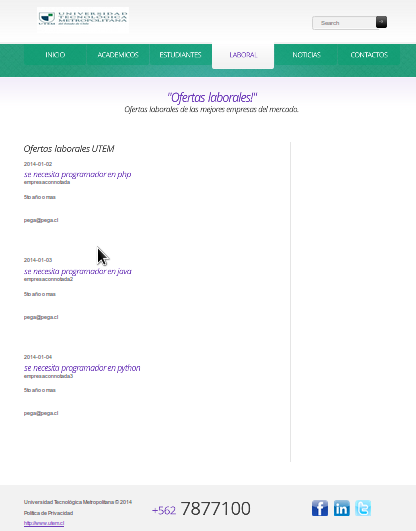 UNIVERSIDAD
TECNOLÓGICA
METROPOLITANA
Search
INICIO ACADEMICOS ESTUDIANTES LABORAL NOTICIAS CONTACTOS
"Ofertas laborales!"
Ofertas laborales de las mejores empresas del mercado.
Ofertas laborales UTEM
2014-01-02
se necesita programador en php
empresaconnotada
5to año o mas
pega@pega.cl
2014-01-03
se necesita programador en java
empresaconnotada2
5to año o mas
pega@pega.cl
2014-01-04
se necesita programador en python
empresaconnotada3
5to año o mas
pega@pega.cl
Universidad Tecnológica Metropolitana © 2014
Política de Privacidad
http://www.utem.cl
+562 7877100